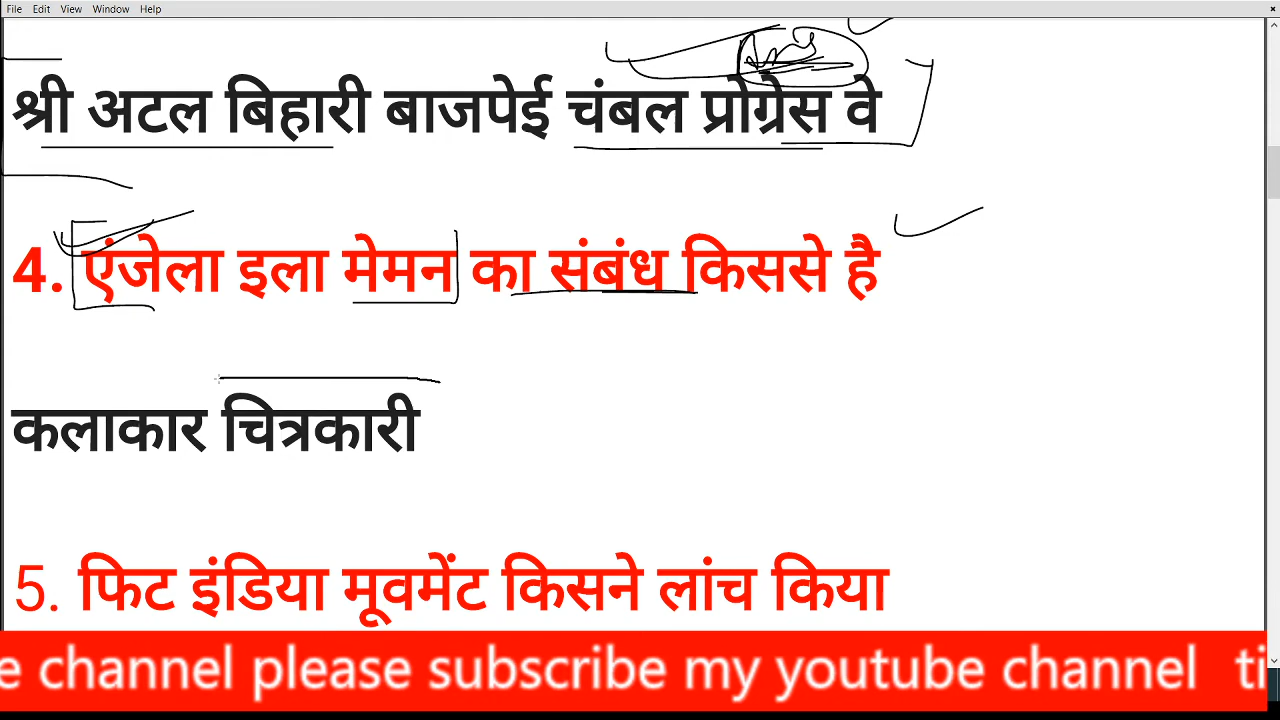 File Edit View Window Help
श्री अटल बिहारी बाजपेई चंबल प्रोग्रेस वे
4. एंजेला इला मेमन का संबंध किससे है
कलाकार चित्रकारी
5. फिट इंडिया मूवमेंट किसने लांच किया
e channel please subscribe my youtube channel ti